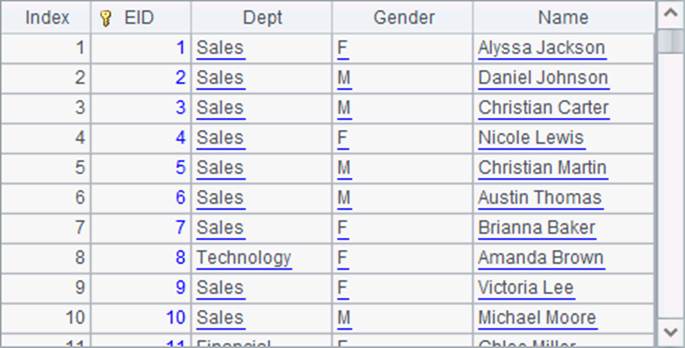 Index EID Dept Gender Name
1 1 Sales F Alyssa Jackson
2 2 Sales M Daniel Johnson
3 3 Sales M Christian Carter
4 4 Sales F Nicole Lewis
5 5 Sales M Christian Martin
6 6 Sales M Austin Thomas
7 7 Sales F Brianna Baker
8 8 Technology F Amanda Brown
9 9 Sales F Victoria Lee
10 10 Sales M Michael Moore
11 11 Financial F Chloe Miller